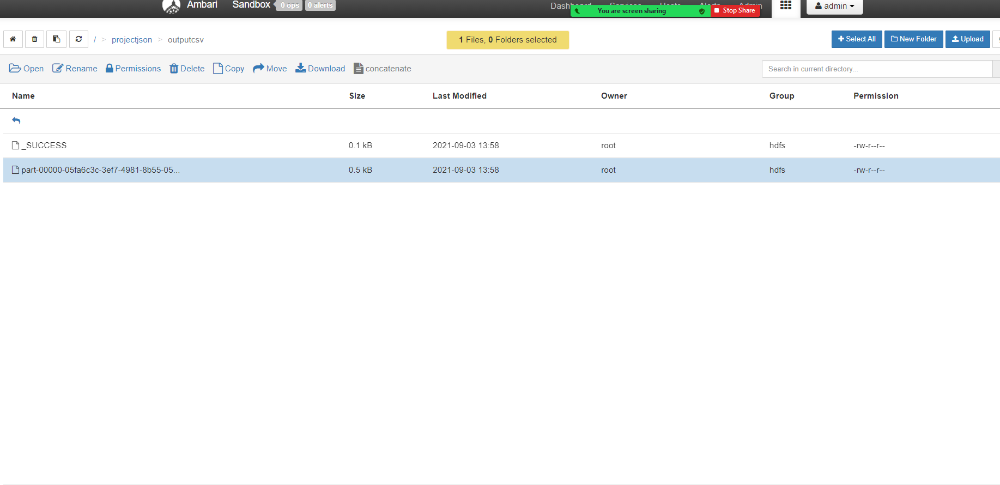 Ambari Sandbox 0 ops 0 alerts Admin admin
You are screen sharing Stop Share
/ > projectjson > outputcsv 1 Files, 0 Folders selected Select All New Folder Upload
Open Rename Permissions Delete Copy Move Download concatenate Search in current directory...
Name Size Last Modified Owner Group Permission
_SUCCESS 0.1 kB 2021-09-03 13:58 root hdfs -rw-r--r--
part-00000-05fa6c3c-3ef7-4981-8b55-05... 0.5 kB 2021-09-03 13:58 root hdfs -rw-r--r--